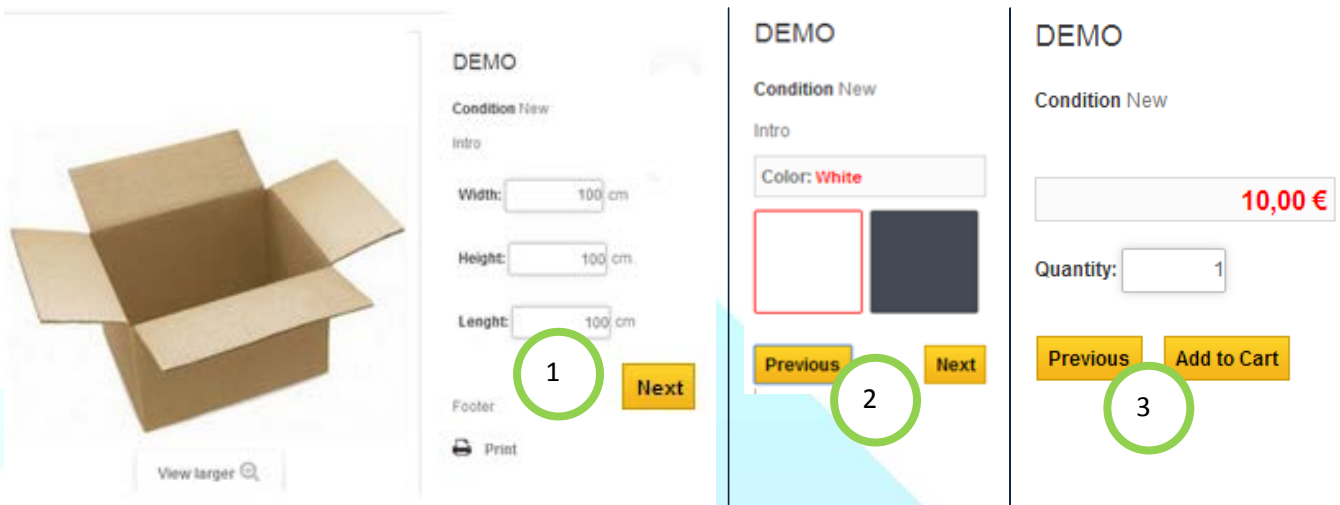 View larger
DEMO
Condition New
Intro
Width: 100 cm
Height: 100 cm
Lenght: 100 cm
1
Next
Footer
Print
DEMO
Condition New
Intro
Color: White
Previous
Next
2
DEMO
Condition New
10,00 €
Quantity: 1
Previous
Add to Cart
3